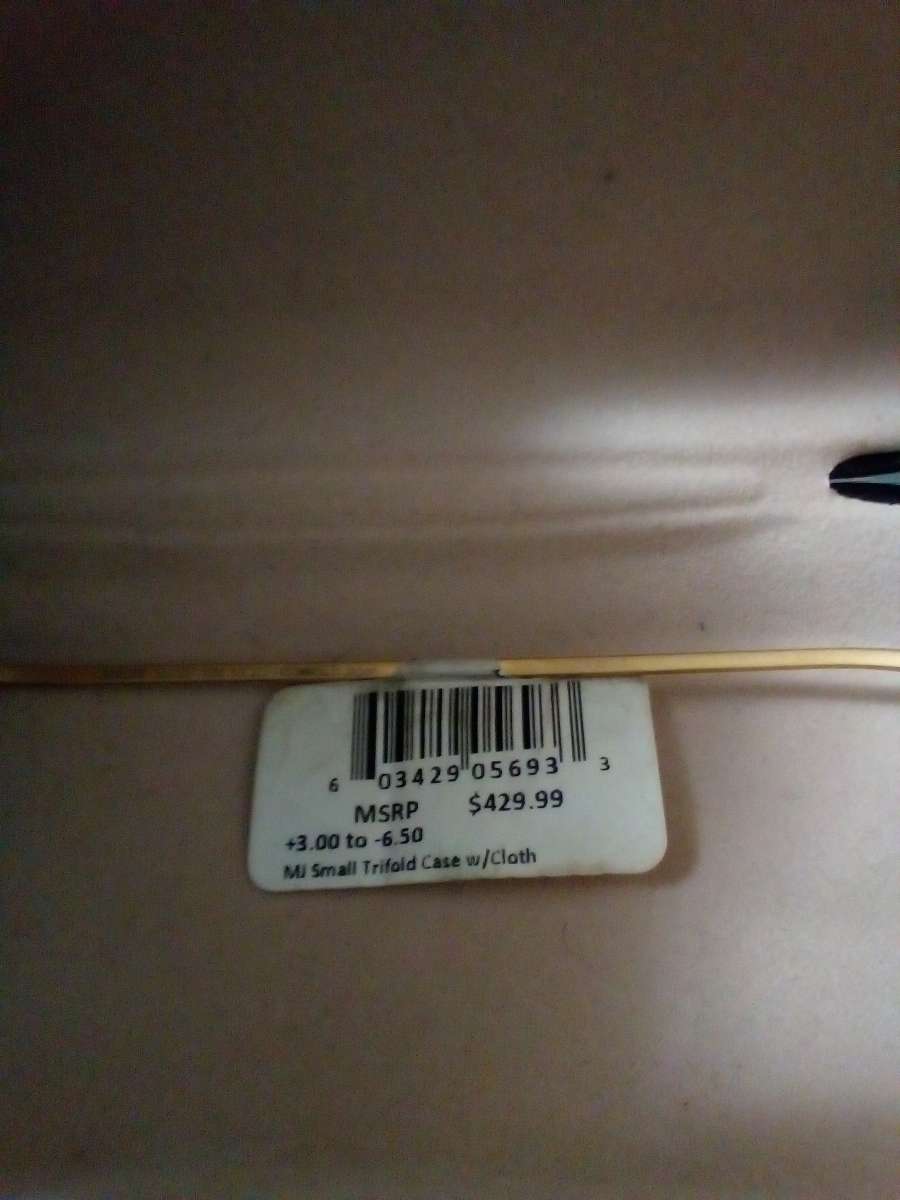 6 03429 05693 3
MSRP $429.99
+3.00 to -6.50
MJ Small Trifold Case w/Cloth